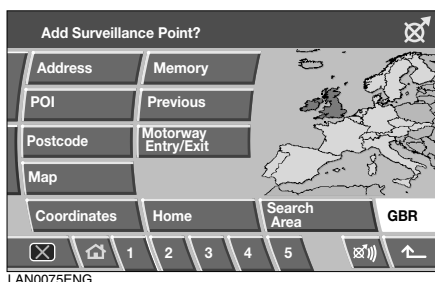 Add Surveillance Point?
Address Memory
POI Previous
Postcode Motorway Entry/Exit
Map
Coordinates Home Search Area GBR
1 2 3 4 5
LAN0075ENG